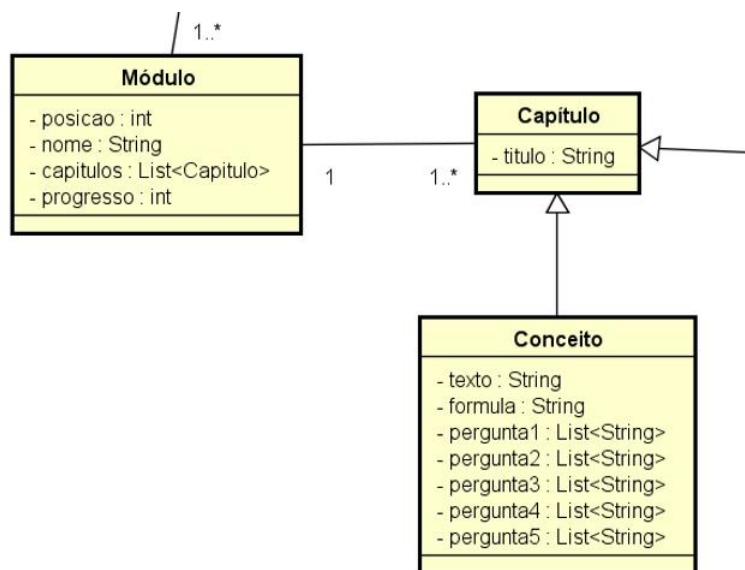 1..*
Módulo
- posicao : int
- nome : String
- capitulos : List<Capitulo>
- progresso : int
1
1..*
Capítulo
- titulo : String
Conceito
- texto : String
- formula : String
- pergunta1 : List<String>
- pergunta2 : List<String>
- pergunta3 : List<String>
- pergunta4 : List<String>
- pergunta5 : List<String>